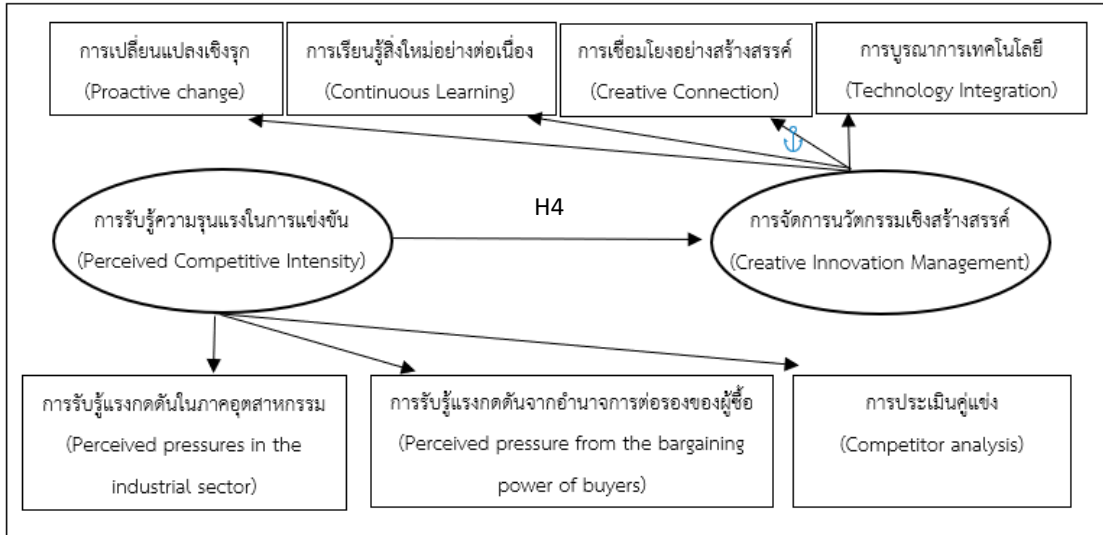 การเปลี่ยนแปลงเชิงรุก
(Proactive change)
การเรียนรู้สิ่งใหม่อย่างต่อเนื่อง
(Continuous Learning)
การเชื่อมโยงอย่างสร้างสรรค์
(Creative Connection)
การบูรณาการเทคโนโลยี
(Technology Integration)
การรับรู้ความรุนแรงในการแข่งขัน
(Perceived Competitive Intensity)
H4
การจัดการนวัตกรรมเชิงสร้างสรรค์
(Creative Innovation Management)
การรับรู้แรงกดดันในภาคอุตสาหกรรม
(Perceived pressures in the
industrial sector)
การรับรู้แรงกดดันจากอำนาจการต่อรองของผู้ซื้อ
(Perceived pressure from the bargaining
power of buyers)
การประเมินคู่แข่ง
(Competitor analysis)